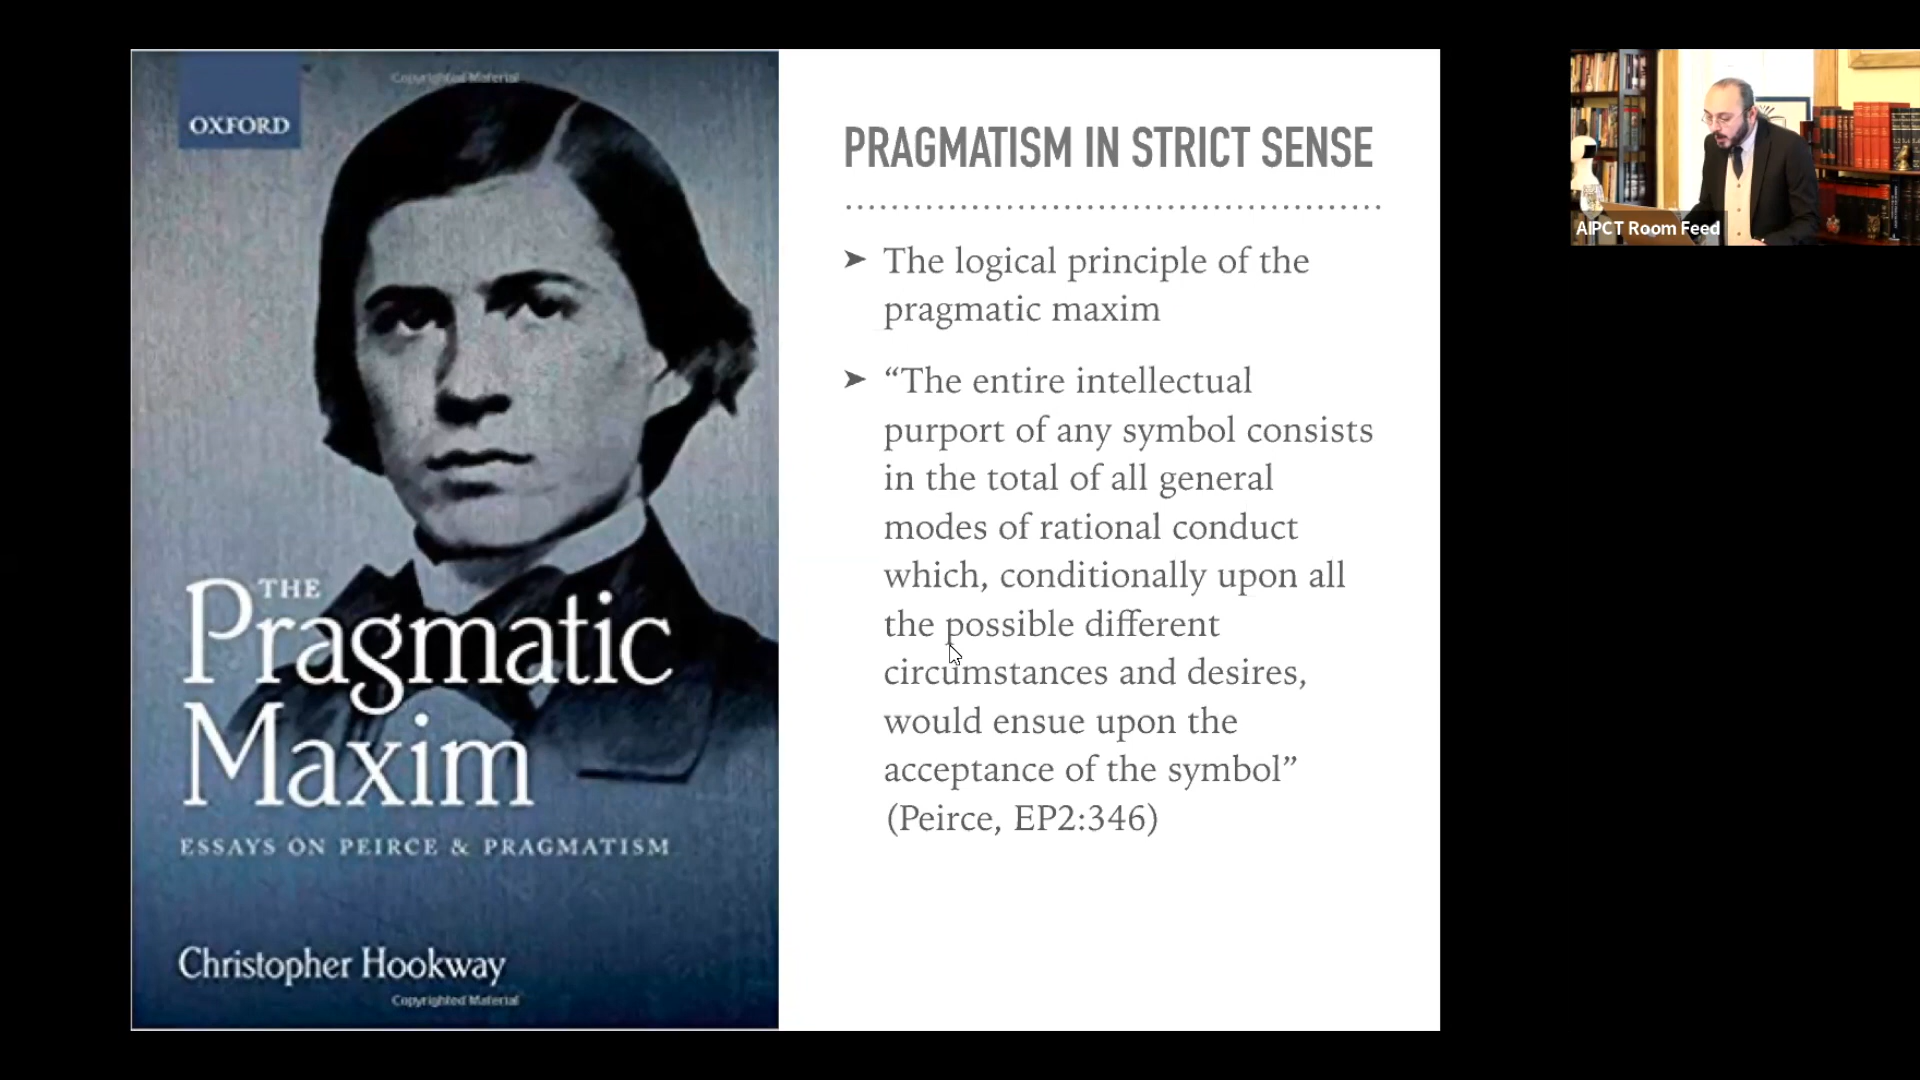 Copyrighted Material
OXFORD
THE
Pragmatic
Maxim
ESSAYS ON PEIRCE & PRAGMATISM
Christopher Hookway
Copyrighted Material
PRAGMATISM IN STRICT SENSE
➤ The logical principle of the
pragmatic maxim
➤ “The entire intellectual
purport of any symbol consists
in the total of all general
modes of rational conduct
which, conditionally upon all
the possible different
circumstances and desires,
would ensue upon the
acceptance of the symbol”
(Peirce, EP2:346)
AIPCT Room Feed